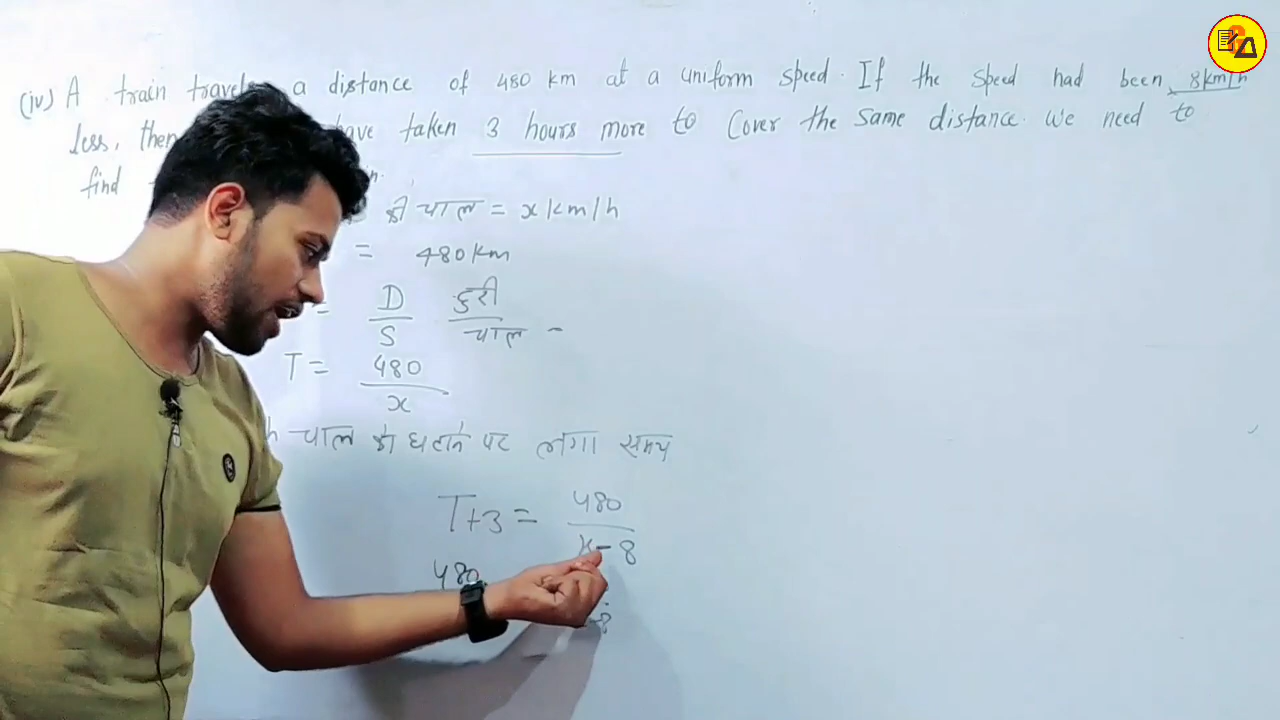 (iv) A train travels a distance of 480 km at a uniform speed. If the speed had been 8km/h
less, then have taken 3 hours more to Cover the same distance. We need to
find
की चाल = x km/h
= 480 km
= D/S दुरी/चाल -
T = 480/x
h चाल को घटाने पर लगा समय
T+3 = 480/x-8
480
-8